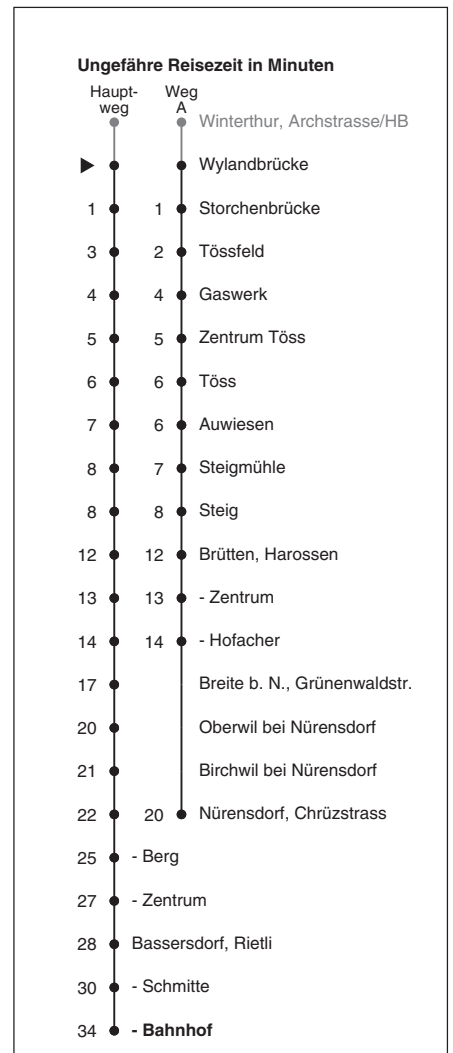 Ungefähre Reisezeit in Minuten
Haupt- Weg
weg A
Winterthur, Archstrasse/HB
Wylandbrücke
1 1 Storchenbrücke
3 2 Tössfeld
4 4 Gaswerk
5 5 Zentrum Töss
6 6 Töss
7 6 Auwiesen
8 7 Steigmühle
8 8 Steig
12 12 Brütten, Harossen
13 13 - Zentrum
14 14 - Hofacher
17 Breite b. N., Grünenwaldstr.
20 Oberwil bei Nürensdorf
21 Birchwil bei Nürensdorf
22 20 Nürensdorf, Chrüzstrass
25 - Berg
27 - Zentrum
28 Bassersdorf, Rietli
30 - Schmitte
34 - Bahnhof